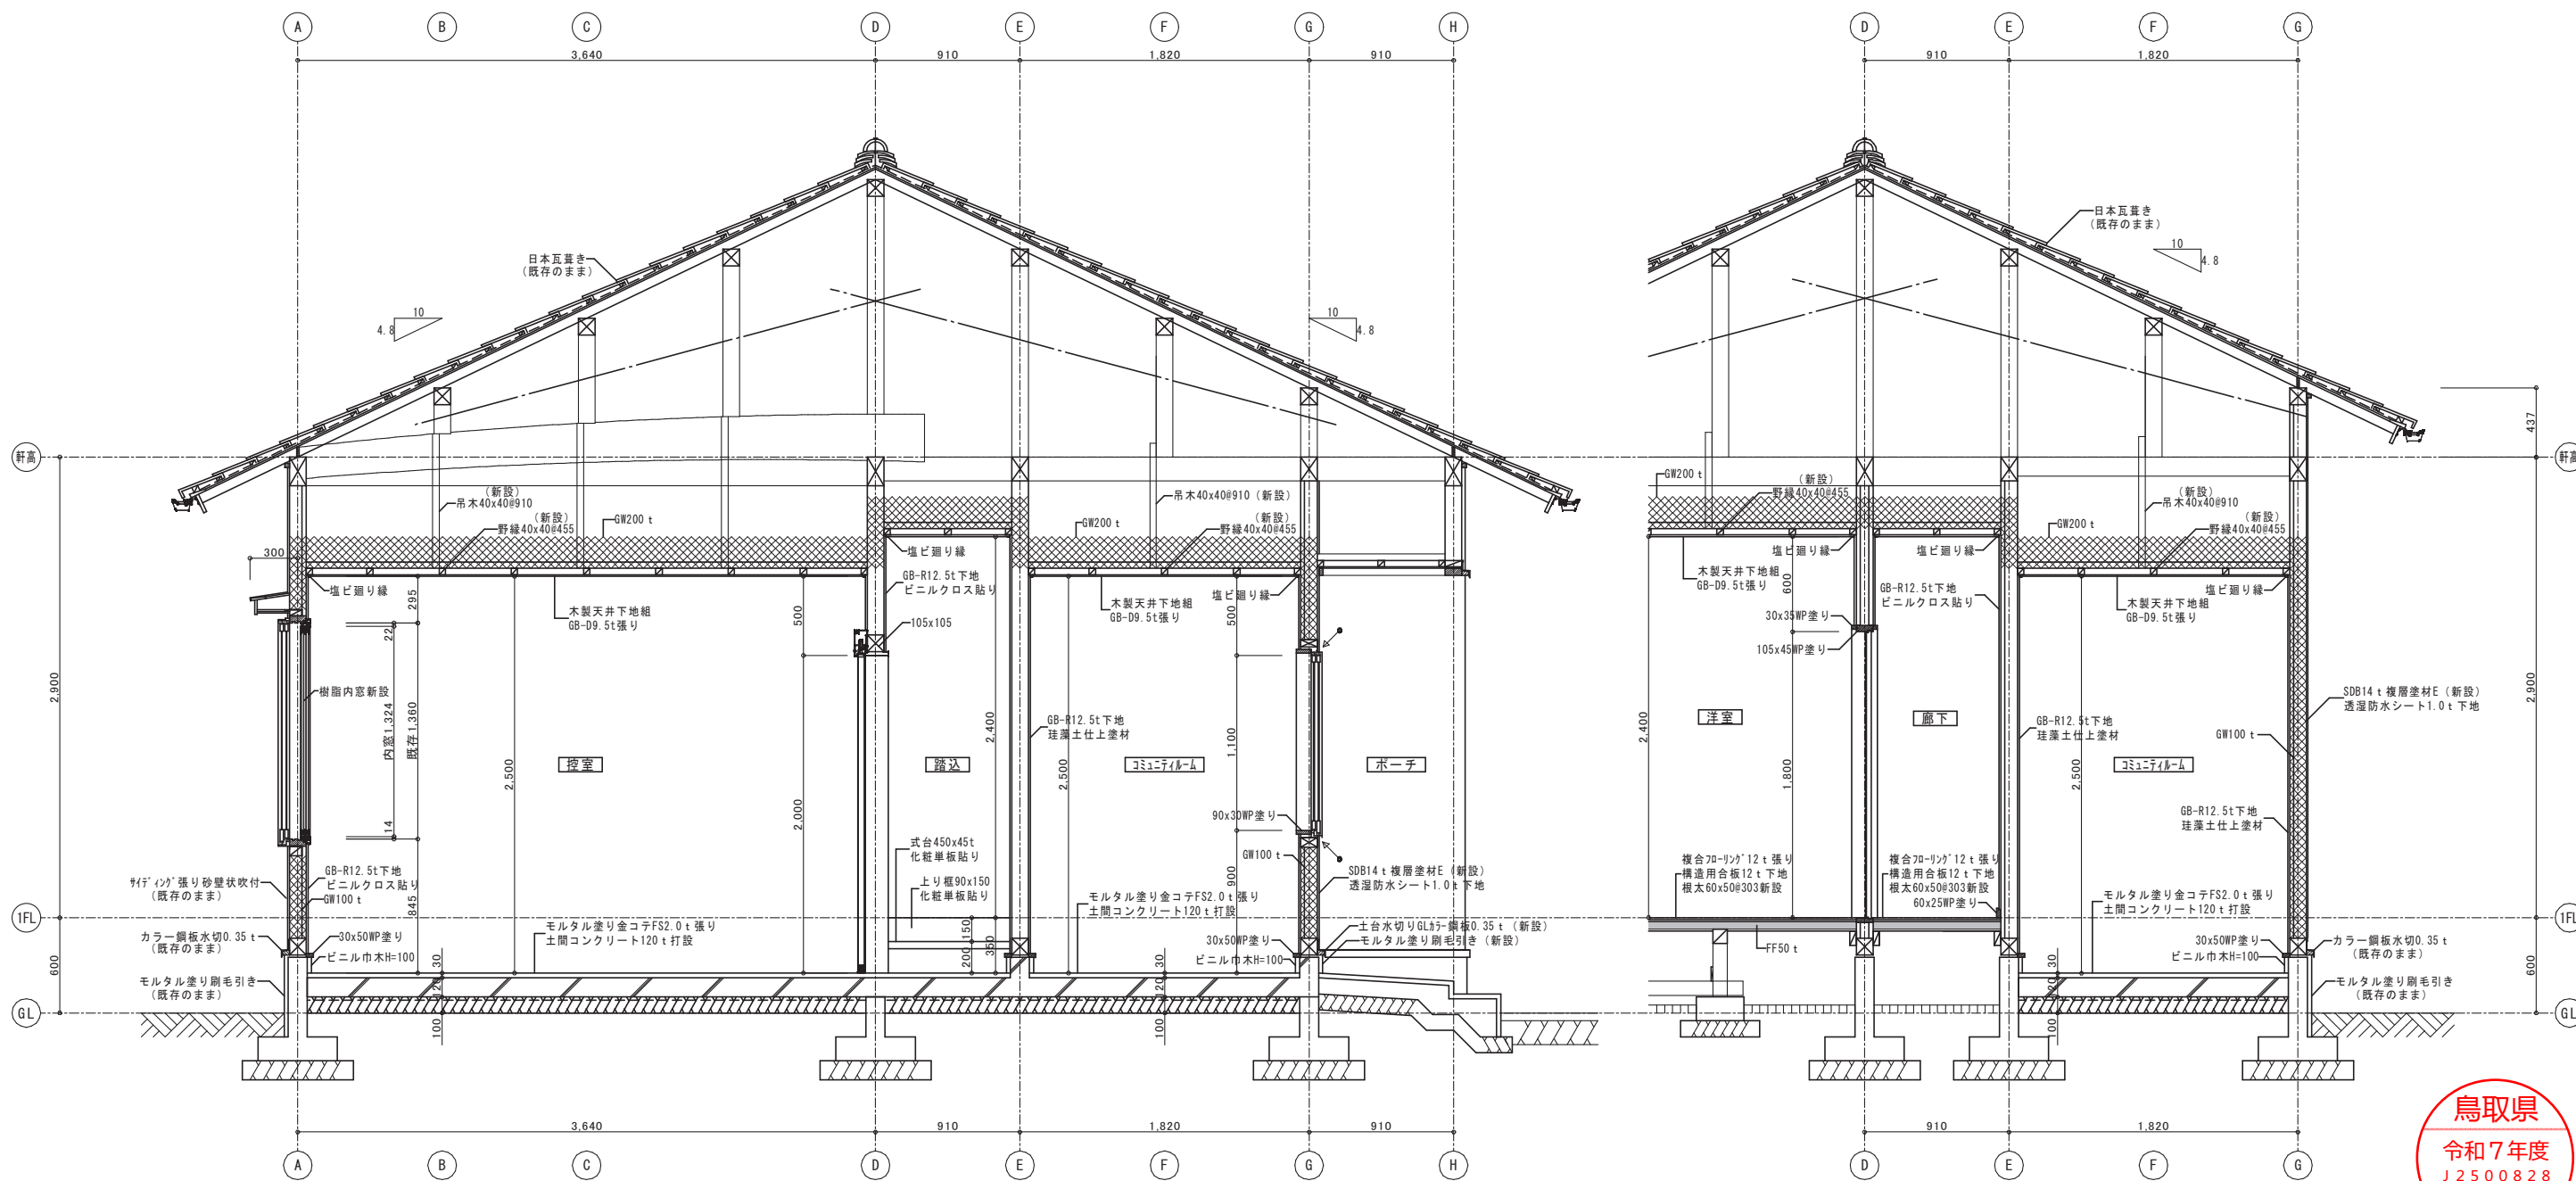 A B C D E F G H
3,640 910 1,820 910
日本瓦葺き
(既存のまま)
10
4.8
10
4.8
軒高
(新設)
吊木40x40@910
(新設)
野縁40x40@455
GW200ｔ
吊木40x40@910 (新設)
GW200ｔ
(新設)
野縁40x40@455
300
塩ビ廻り縁
295
木製天井下地組
GB-D9.5t張り
500
塩ビ廻り縁
GB-R12.5t下地
ビニルクロス貼り
105x105
木製天井下地組
GB-D9.5t張り
塩ビ廻り縁
500
22
2,900
樹脂内窓新設
内窓1,324
既存1,360
14
2,500
控室
2,000
踏込
2,400
GB-R12.5t下地
珪藻土仕上塗材
2,500
コミュニティルーム
1,100
ポーチ
90x30WP塗り
式台450x45t
化粧単板貼り
上り框90x150
化粧単板貼り
GW100ｔ
900
SDB14ｔ複層塗材E (新設)
透湿防水シート1.0ｔ下地
サイディング張り砂壁状吹付
(既存のまま)
GB-R12.5t下地
ビニルクロス貼り
GW100ｔ
845
1FL
モルタル塗り金コテFS2.0ｔ張り
土間コンクリート120ｔ打設
モルタル塗り金コテFS2.0ｔ張り
土間コンクリート120ｔ打設
150
350
200
カラー鋼板水切0.35ｔ
(既存のまま)
30x50WP塗り
ビニル巾木H=100
30x50WP塗り
ビニル巾木H=100
土台水切りGLカラー鋼板0.35ｔ (新設)
モルタル塗り刷毛引き (新設)
モルタル塗り刷毛引き
(既存のまま)
600
30
120
100
30
120
100
GL
3,640 910 1,820 910
A B C D E F G H
D E F G
910 1,820
日本瓦葺き
(既存のまま)
10
4.8
437
軒高
GW200ｔ
(新設)
野縁40x40@455
(新設)
吊木40x40@910
GW200ｔ
(新設)
野縁40x40@455
塩ビ廻り縁
塩ビ廻り縁
木製天井下地組
GB-D9.5t張り
600
GB-R12.5t下地
ビニルクロス貼り
塩ビ廻り縁
木製天井下地組
GB-D9.5t張り
30x35WP塗り
105x45WP塗り
2,400
洋室
1,800
廊下
GB-R12.5t下地
珪藻土仕上塗材
2,500
コミュニティルーム
GW100ｔ
SDB14ｔ複層塗材E (新設)
透湿防水シート1.0ｔ下地
2,900
GB-R12.5t下地
珪藻土仕上塗材
複合フローリング12ｔ張り
構造用合板12ｔ下地
根太60x50@303新設
複合フローリング12ｔ張り
構造用合板12ｔ下地
根太60x50@303新設
60x25WP塗り
モルタル塗り金コテFS2.0ｔ張り
土間コンクリート120ｔ打設
1FL
FF50ｔ
30x50WP塗り
ビニル巾木H=100
カラー鋼板水切0.35ｔ
(既存のまま)
モルタル塗り刷毛引き
(既存のまま)
600
30
120
100
GL
910 1,820
D E F G
鳥取県
令和７年度
J2500828